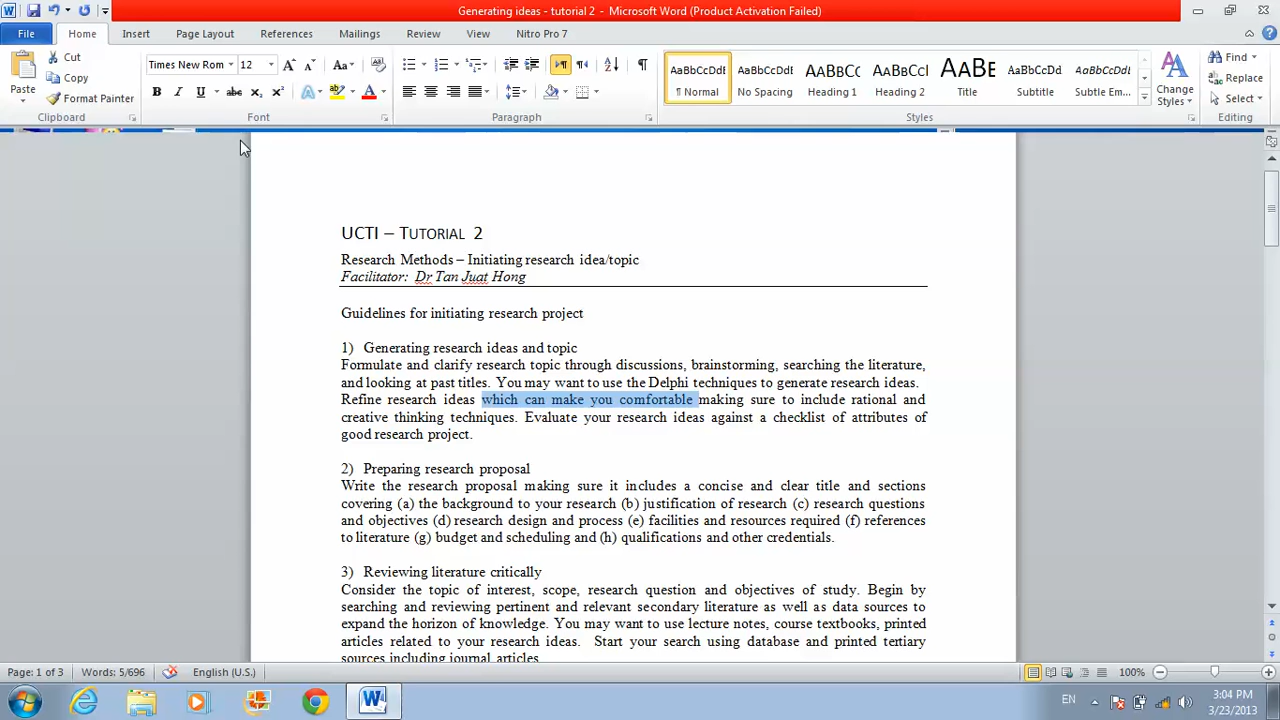 Generating ideas - tutorial 2 - Microsoft Word (Product Activation Failed)
File Home Insert Page Layout References Mailings Review View Nitro Pro 7
Paste
Cut
Copy
Format Painter
Clipboard
Times New Rom 12
Font
Paragraph
AaBbCcDd ¶ Normal
AaBbCcDd No Spacing
AaBbCc Heading 1
AaBbCcI Heading 2
AaBb Title
AaBbCcDd Subtitle
AaBbCcDd Subtle Em...
Change Styles
Styles
Find
Replace
Select
Editing
UCTI – TUTORIAL 2
Research Methods – Initiating research idea/topic
Facilitator: Dr Tan Juat Hong
Guidelines for initiating research project
1) Generating research ideas and topic
Formulate and clarify research topic through discussions, brainstorming, searching the literature,
and looking at past titles. You may want to use the Delphi techniques to generate research ideas.
Refine research ideas which can make you comfortable making sure to include rational and
creative thinking techniques. Evaluate your research ideas against a checklist of attributes of
good research project.
2) Preparing research proposal
Write the research proposal making sure it includes a concise and clear title and sections
covering (a) the background to your research (b) justification of research (c) research questions
and objectives (d) research design and process (e) facilities and resources required (f) references
to literature (g) budget and scheduling and (h) qualifications and other credentials.
3) Reviewing literature critically
Consider the topic of interest, scope, research question and objectives of study. Begin by
searching and reviewing pertinent and relevant secondary literature as well as data sources to
expand the horizon of knowledge. You may want to use lecture notes, course textbooks, printed
articles related to your research ideas. Start your search using database and printed tertiary
sources including journal articles
Page: 1 of 3 Words: 5/696 English (U.S.) 100%
EN 3:04 PM
3/23/2013